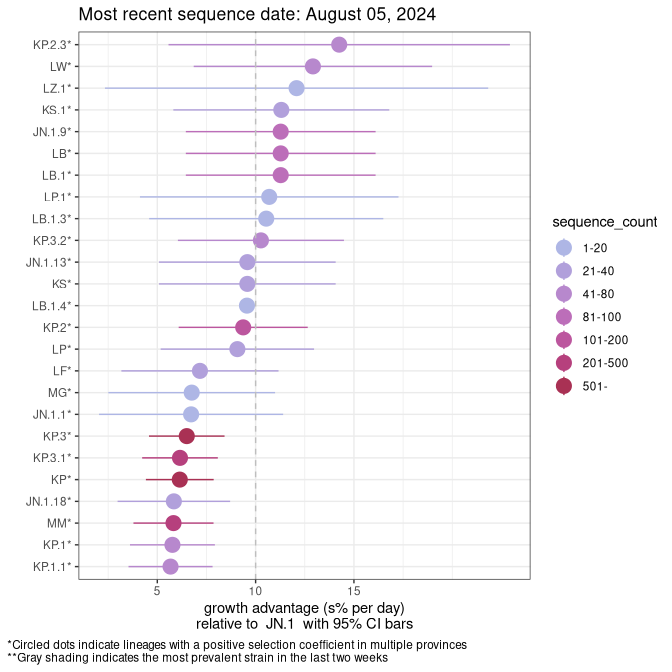 Most recent sequence date: August 05, 2024
KP.2.3*
LW*
LZ.1*
KS.1*
JN.1.9*
LB*
LB.1*
LP.1*
LB.1.3*
KP.3.2*
JN.1.13*
KS*
LB.1.4*
KP.2*
LP*
LF*
MG*
JN.1.1*
KP.3*
KP.3.1*
KP*
JN.1.18*
MM*
KP.1*
KP.1.1*
5 10 15
growth advantage (s% per day)
relative to JN.1 with 95% CI bars
sequence_count
1-20
21-40
41-80
81-100
101-200
201-500
501-
*Circled dots indicate lineages with a positive selection coefficient in multiple provinces
**Gray shading indicates the most prevalent strain in the last two weeks